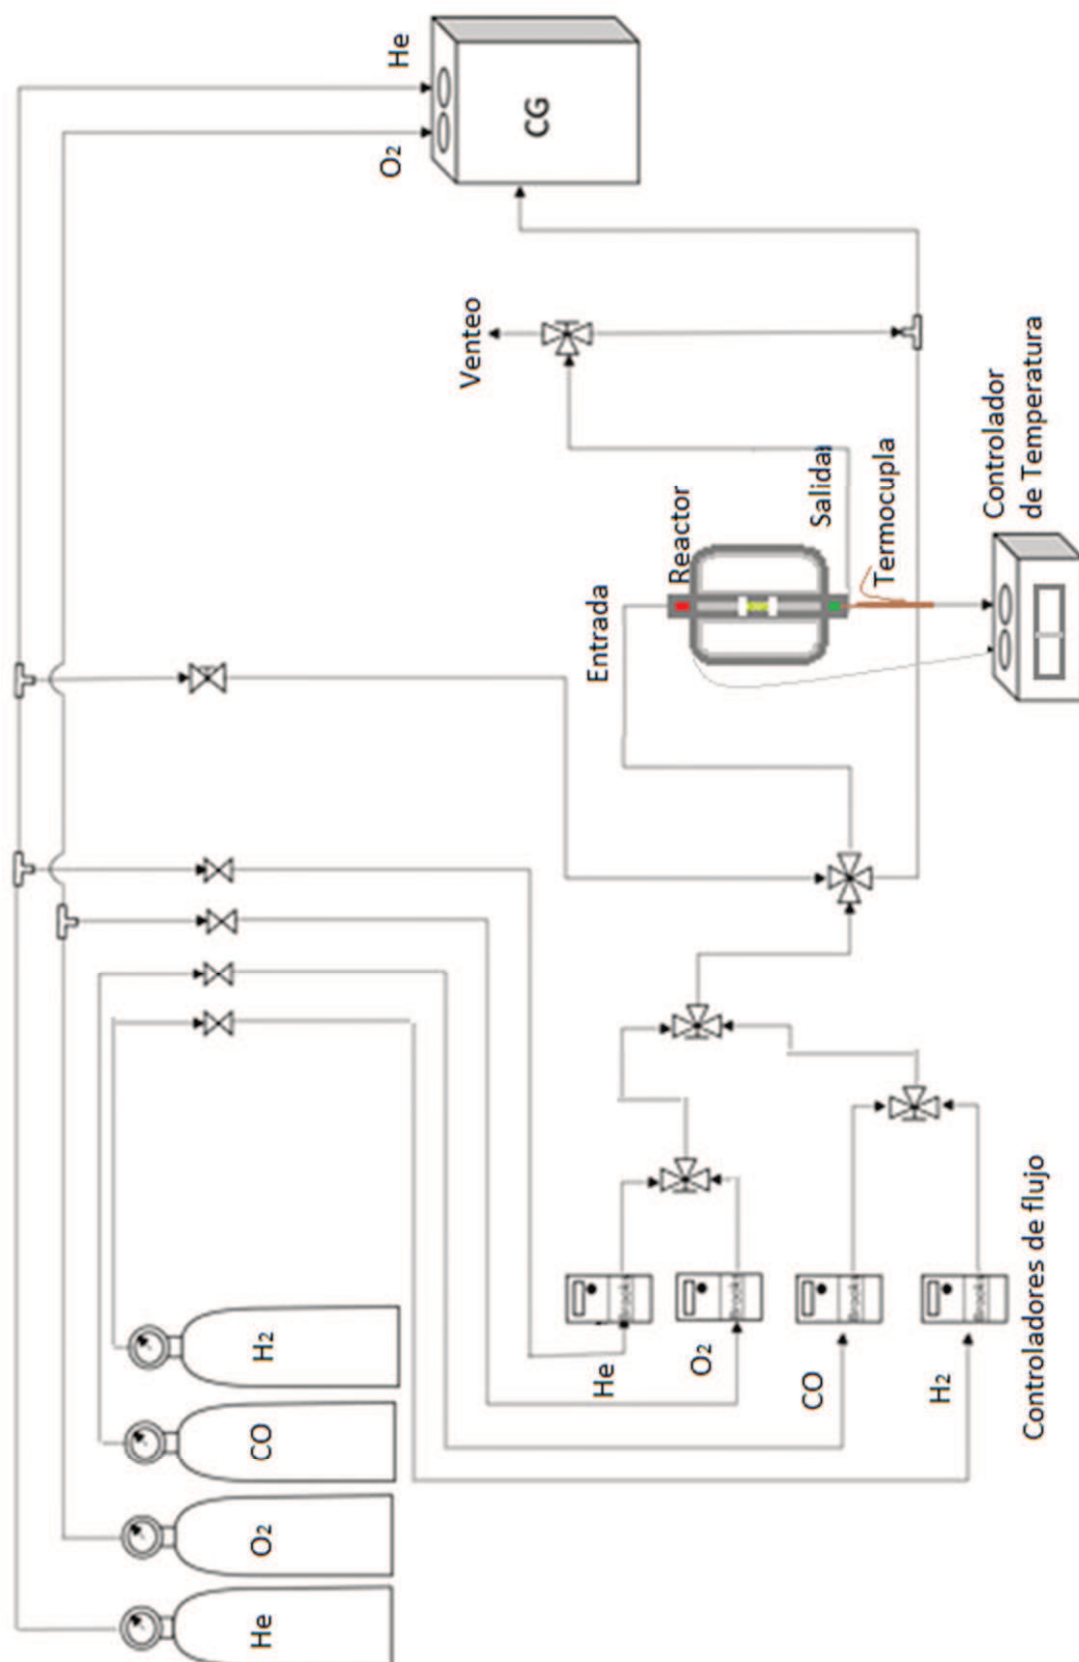 He
O2
CO
H2
O2
He
CG
Venteo
Entrada
Reactor
Salida
Termocupla
Controlador
de Temperatura
He
O2
CO
H2
Controladores de flujo